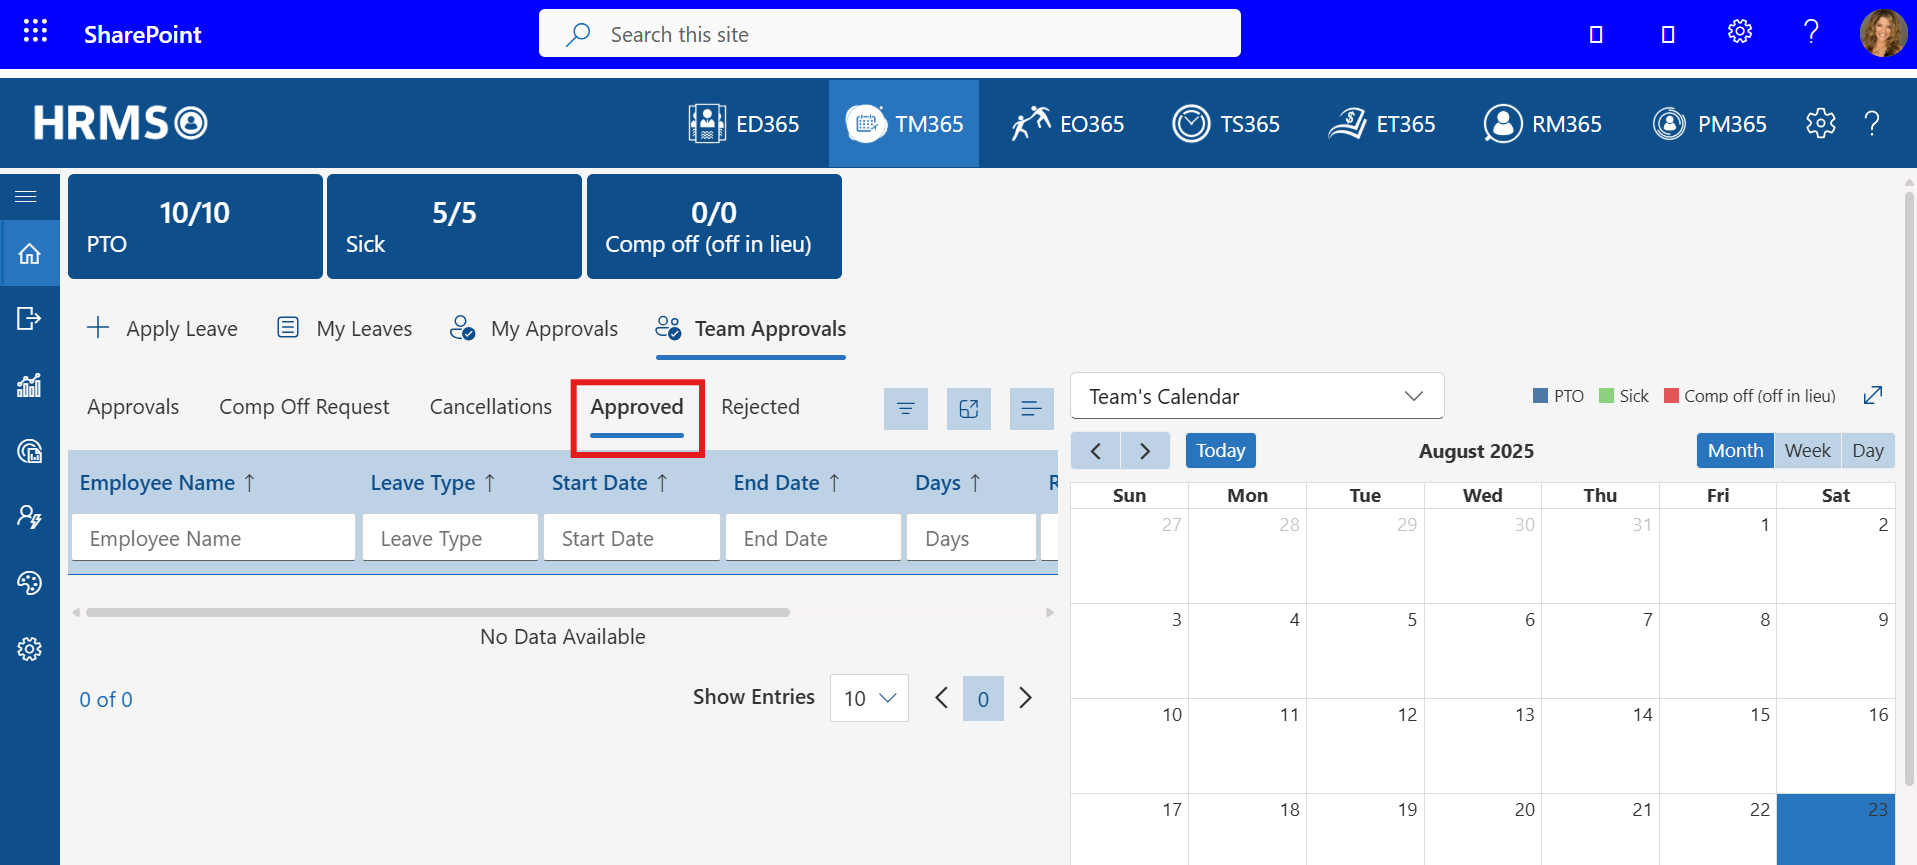 SharePoint
Search this site
HRMS
ED365
TM365
EO365
TS365
ET365
RM365
PM365
10/10
PTO
5/5
Sick
0/0
Comp off (off in lieu)
Apply Leave
My Leaves
My Approvals
Team Approvals
Approvals
Comp Off Request
Cancellations
Approved
Rejected
Employee Name ↑
Leave Type ↑
Start Date ↑
End Date ↑
Days ↑
Employee Name
Leave Type
Start Date
End Date
Days
No Data Available
0 of 0
Show Entries
10
0
Team's Calendar
PTO
Sick
Comp off (off in lieu)
Today
August 2025
Month
Week
Day
Sun Mon Tue Wed Thu Fri Sat
27 28 29 30 31 1 2
3 4 5 6 7 8 9
10 11 12 13 14 15 16
17 18 19 20 21 22 23